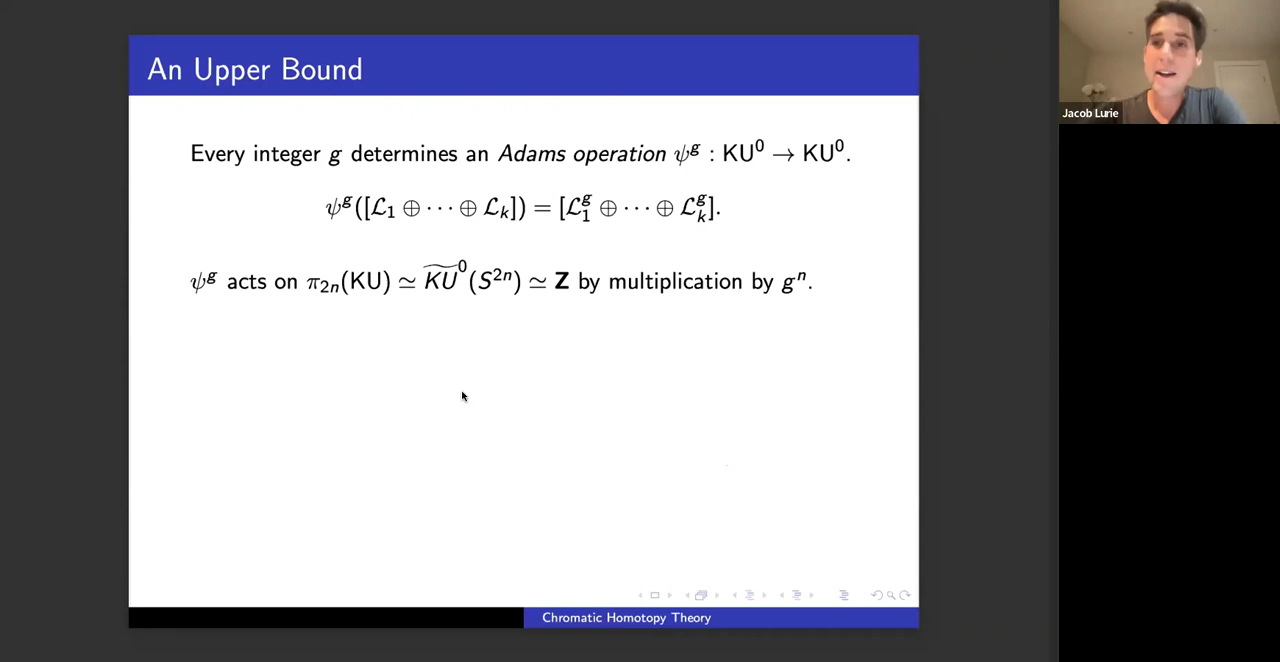 An Upper Bound
Every integer g determines an Adams operation ψ^g : KU^0 → KU^0.
ψ^g([ℒ_1 ⊕ ⋯ ⊕ ℒ_k]) = [ℒ_1^g ⊕ ⋯ ⊕ ℒ_k^g].
ψ^g acts on π_{2n}(KU) ≃ \widetilde{KU}^0(S^{2n}) ≃ Z by multiplication by g^n.
Chromatic Homotopy Theory
Jacob Lurie